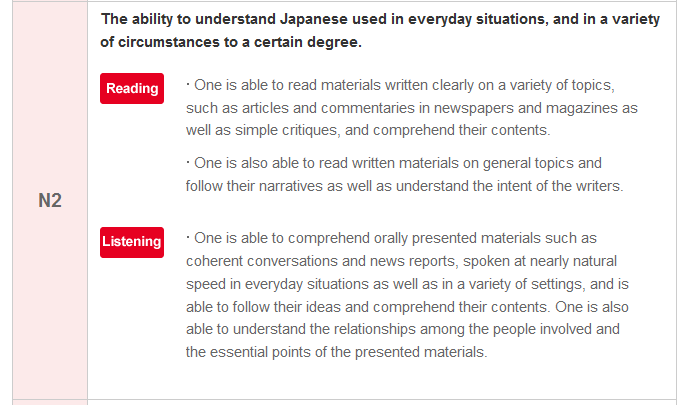 The ability to understand Japanese used in everyday situations, and in a variety
of circumstances to a certain degree.
Reading
· One is able to read materials written clearly on a variety of topics,
such as articles and commentaries in newspapers and magazines as
well as simple critiques, and comprehend their contents.
· One is also able to read written materials on general topics and
follow their narratives as well as understand the intent of the writers.
N2
Listening
· One is able to comprehend orally presented materials such as
coherent conversations and news reports, spoken at nearly natural
speed in everyday situations as well as in a variety of settings, and is
able to follow their ideas and comprehend their contents. One is also
able to understand the relationships among the people involved and
the essential points of the presented materials.